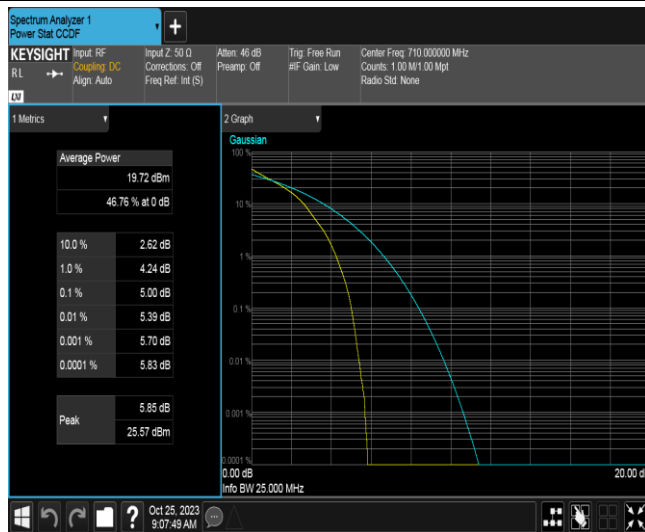 Spectrum Analyzer 1
Power Stat CCDF
+
KEYSIGHT
RL
LXI
Input: RF
Coupling: DC
Align: Auto
Input Z: 50 Ω
Corrections: Off
Freq Ref: Int (S)
Atten: 46 dB
Preamp: Off
Trig: Free Run
#IF Gain: Low
Center Freq: 710.000000 MHz
Counts: 1.00 M/1.00 Mpt
Radio Std: None
1 Metrics
Average Power
19.72 dBm
46.76 % at 0 dB
10.0 % 2.62 dB
1.0 % 4.24 dB
0.1 % 5.00 dB
0.01 % 5.39 dB
0.001 % 5.70 dB
0.0001 % 5.83 dB
Peak
5.85 dB
25.57 dBm
2 Graph
Gaussian
100 %
10 %
1 %
0.1 %
0.01 %
0.001 %
0.0001 %
0.00 dB
20.00 d
Info BW 25.000 MHz
?
Oct 25, 2023
9:07:49 AM